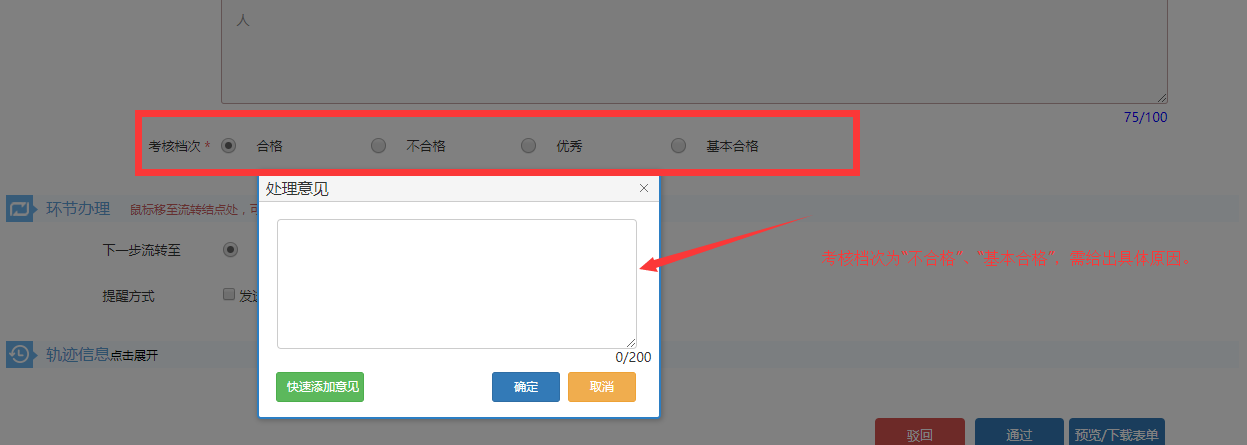 人
75/100
考核档次 * 合格 不合格 优秀 基本合格
处理意见
环节办理 鼠标移至流转结点处，可
下一步流转至
考核档次为“不合格”、“基本合格”，需给出具体原因。
提醒方式 发送
轨迹信息点击展开
0/200
快速添加意见 确定 取消
驳回 通过 预览/下载表单